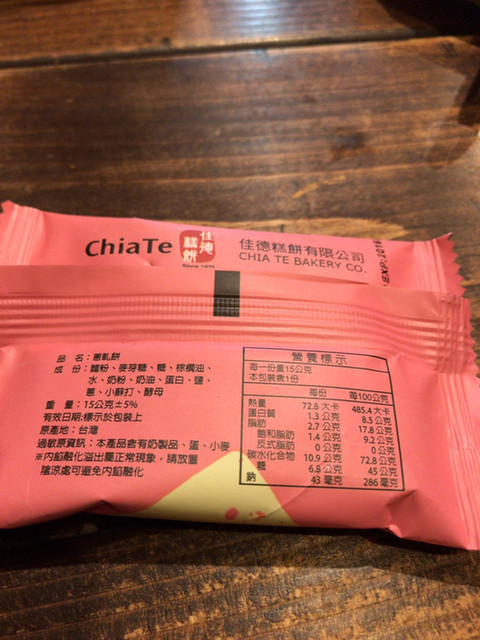 ChiaTe
佳德
糕餅
Since 1975
佳德糕餅有限公司
CHIA TE BAKERY CO.
EXP:2019
品 名：蔥軋餅
成 份：麵粉、麥芽糖、糖、棕櫚油、
水、奶粉、奶油、蛋白、鹽、
蔥、小蘇打、酵母
重 量：15公克±5%
有效日期:標示於包裝上
原產地：台灣
過敏原資訊：本產品含有奶製品、蛋、小麥
※內餡融化溢出屬正常現象，請放置
陰涼處可避免內餡融化
營養標示
每一份量15公克
本包裝含1份
每份 每100公克
熱量 72.8 大卡 485.4大卡
蛋白質 1.3 公克 8.5 公克
脂肪 2.7 公克 17.8 公克
飽和脂肪 1.4 公克 9.2 公克
反式脂肪 0公克 0公克
碳水化合物 10.9 公克 72.8 公克
糖 6.8 公克 45 公克
鈉 43 毫克 286 毫克